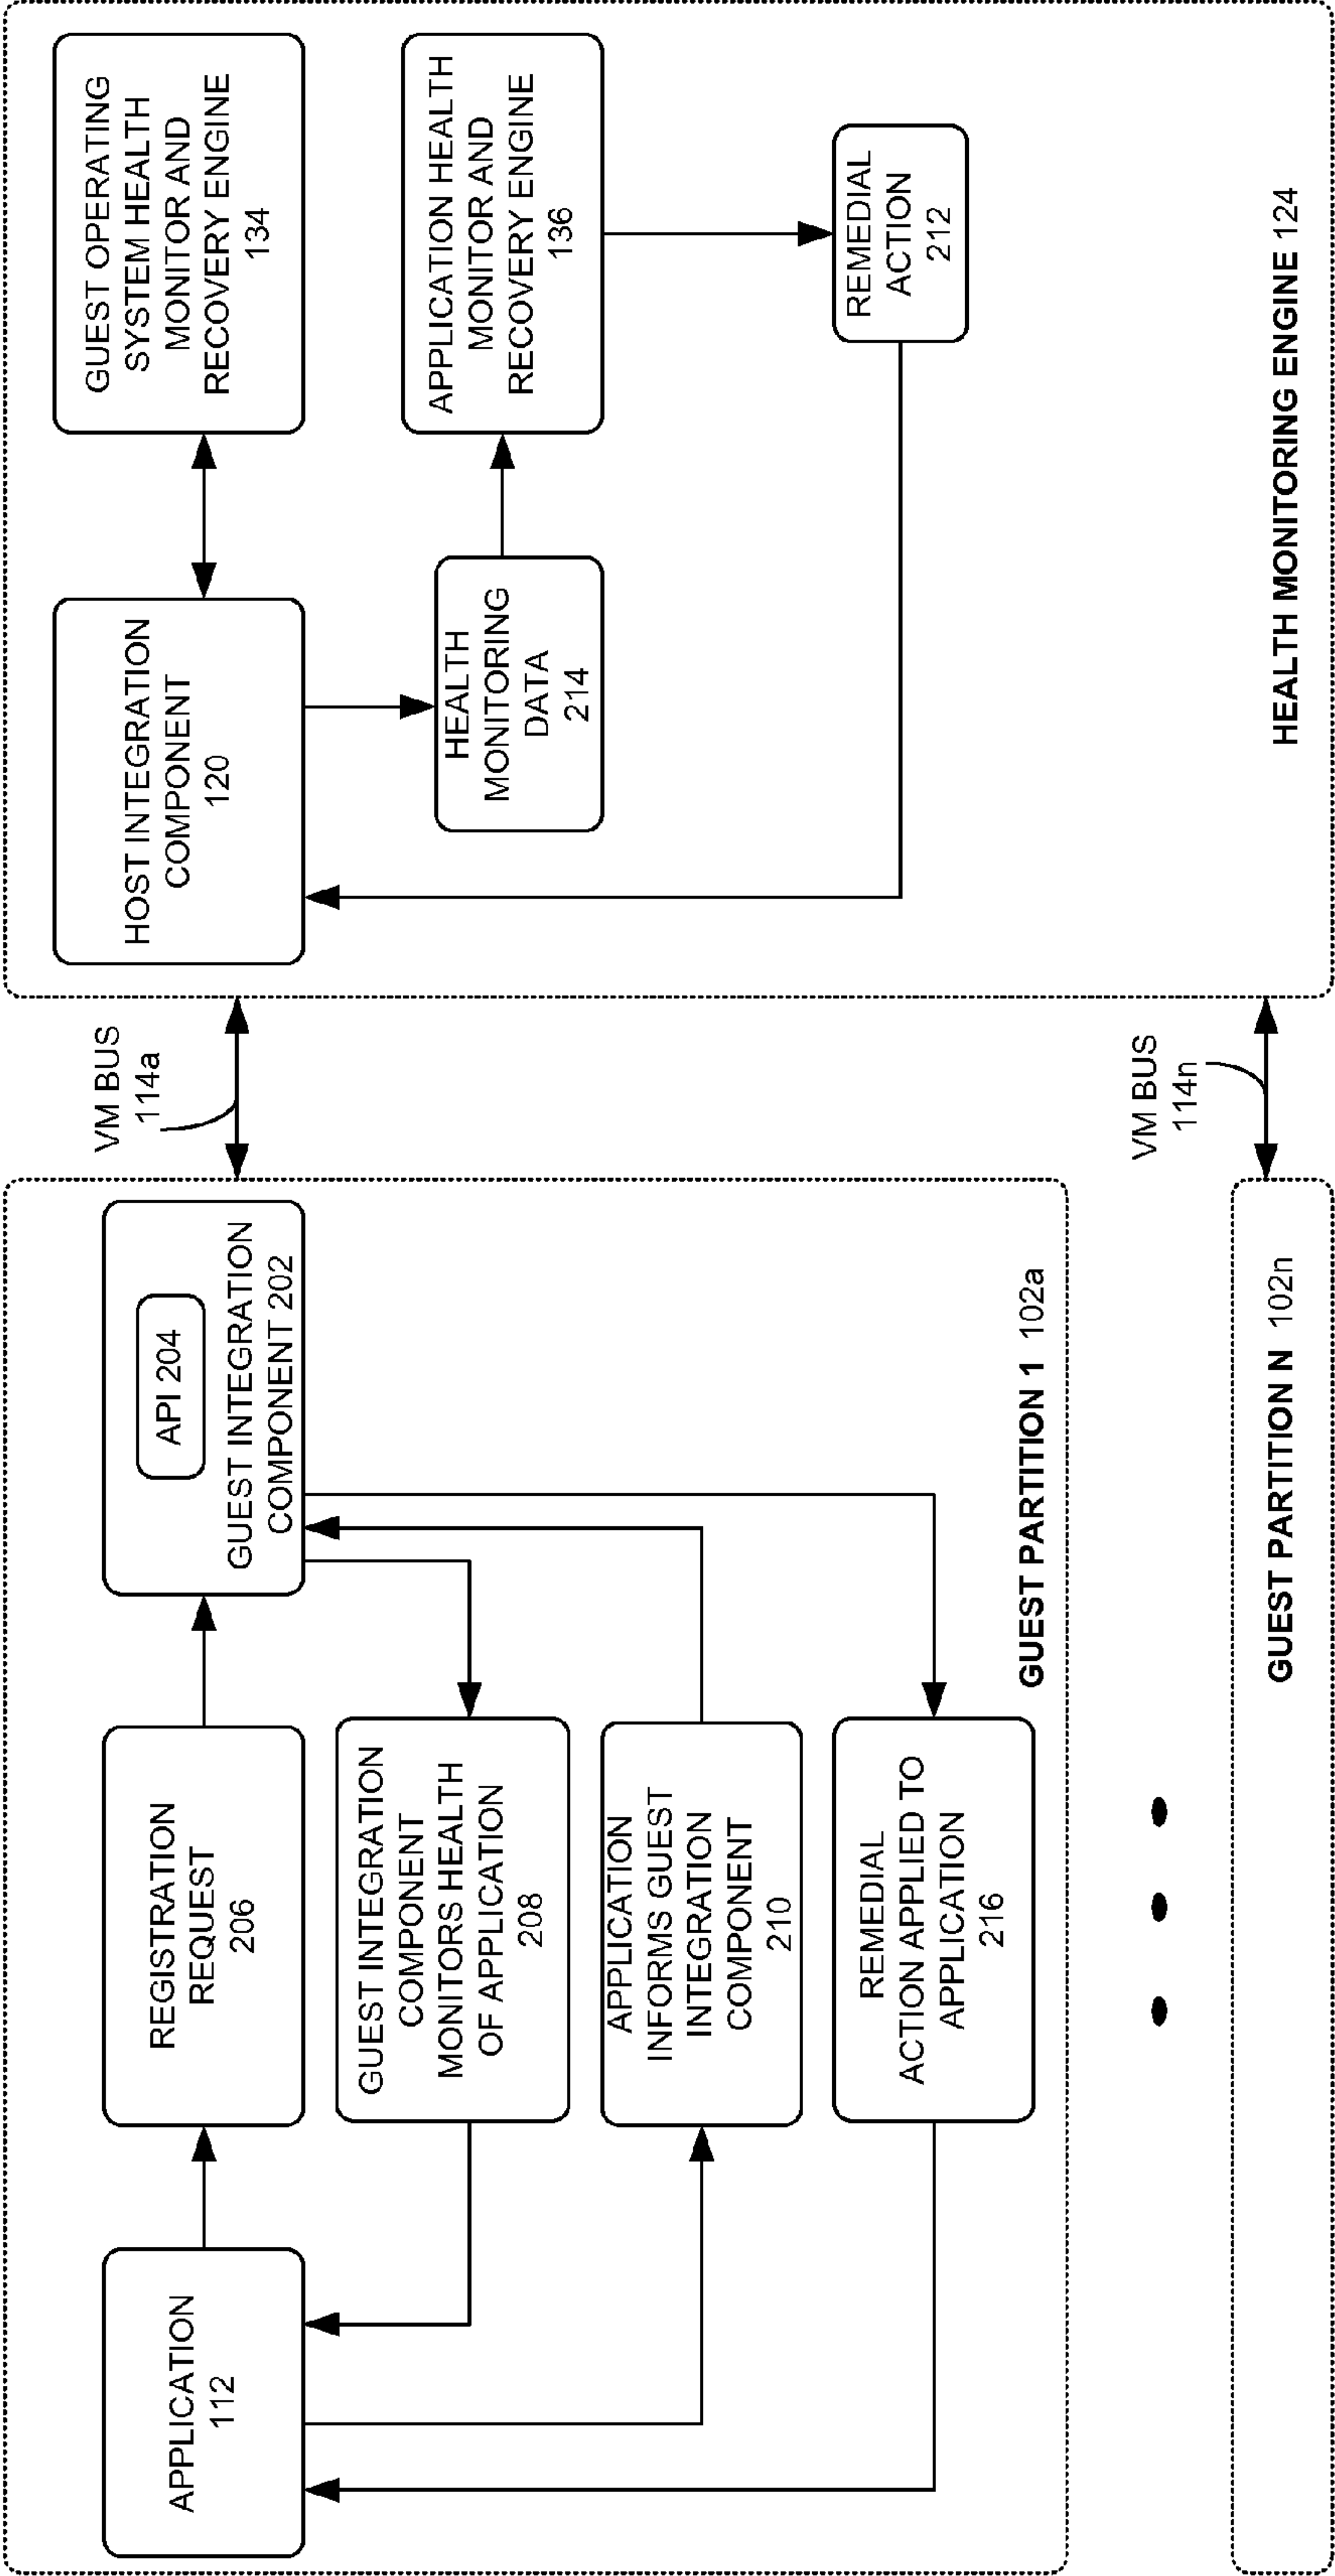 APPLICATION
112
REGISTRATION
REQUEST
206
API 204
GUEST INTEGRATION
COMPONENT 202
GUEST INTEGRATION
COMPONENT
MONITORS HEALTH
OF APPLICATION
208
APPLICATION
INFORMS GUEST
INTEGRATION
COMPONENT
210
REMEDIAL
ACTION APPLIED TO
APPLICATION
216
GUEST PARTITION 1 102a
VM BUS
114a
HOST INTEGRATION
COMPONENT
120
GUEST OPERATING
SYSTEM HEALTH
MONITOR AND
RECOVERY ENGINE
134
HEALTH
MONITORING
DATA
214
APPLICATION HEALTH
MONITOR AND
RECOVERY ENGINE
136
REMEDIAL
ACTION
212
HEALTH MONITORING ENGINE 124
VM BUS
114n
GUEST PARTITION N 102n